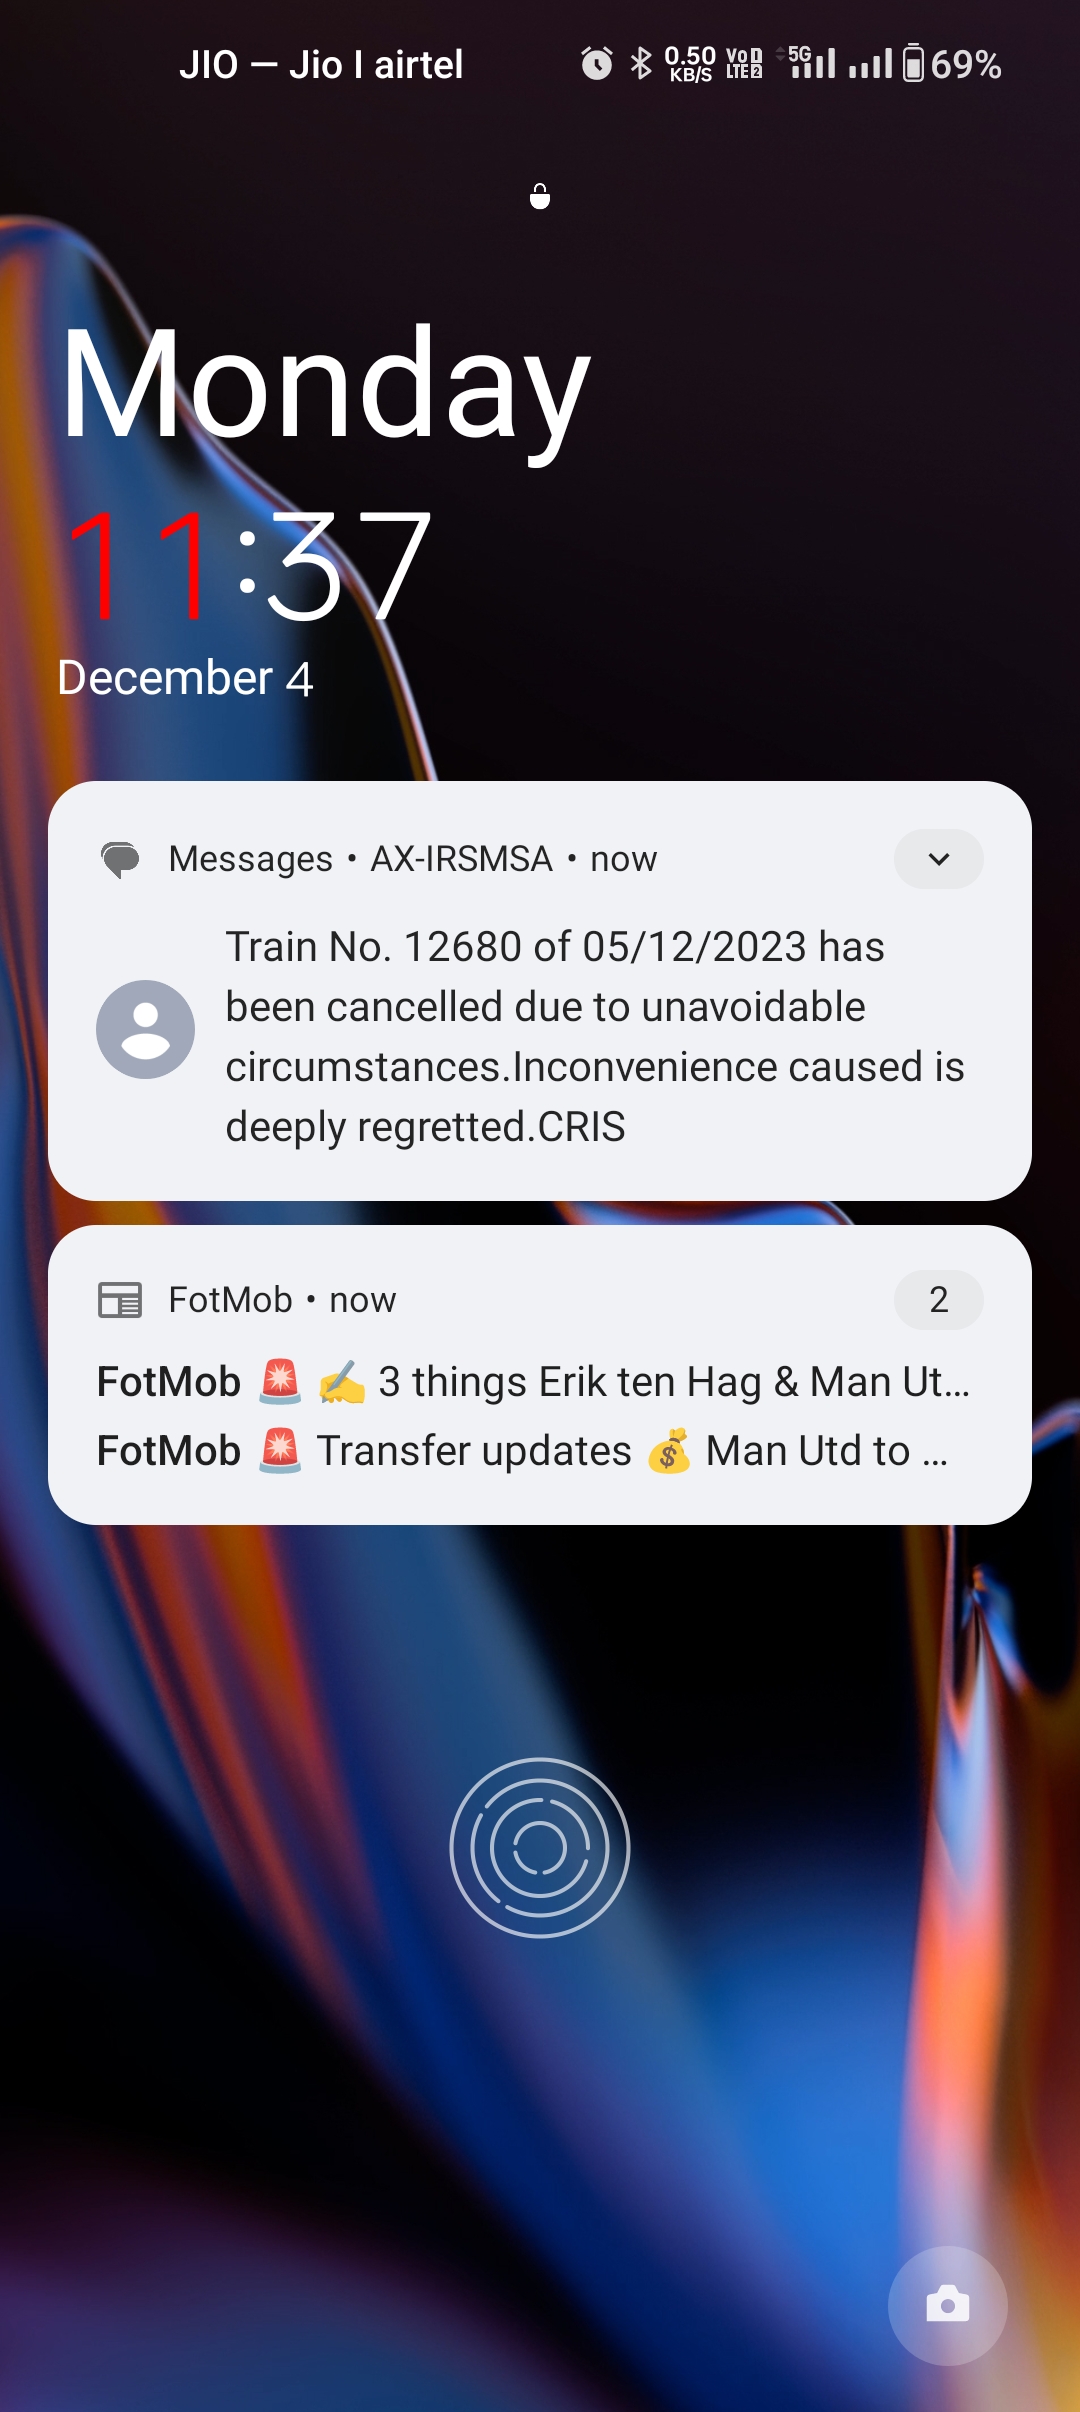 JIO — Jio I airtel 0.50 KB/S VoLTE 1 2 5G 69%
Monday
11:37
December 4
Messages • AX-IRSMSA • now
Train No. 12680 of 05/12/2023 has
been cancelled due to unavoidable
circumstances.Inconvenience caused is
deeply regretted.CRIS
FotMob • now 2
FotMob 🚨 ✍️ 3 things Erik ten Hag & Man Ut...
FotMob 🚨 Transfer updates 💰 Man Utd to ...